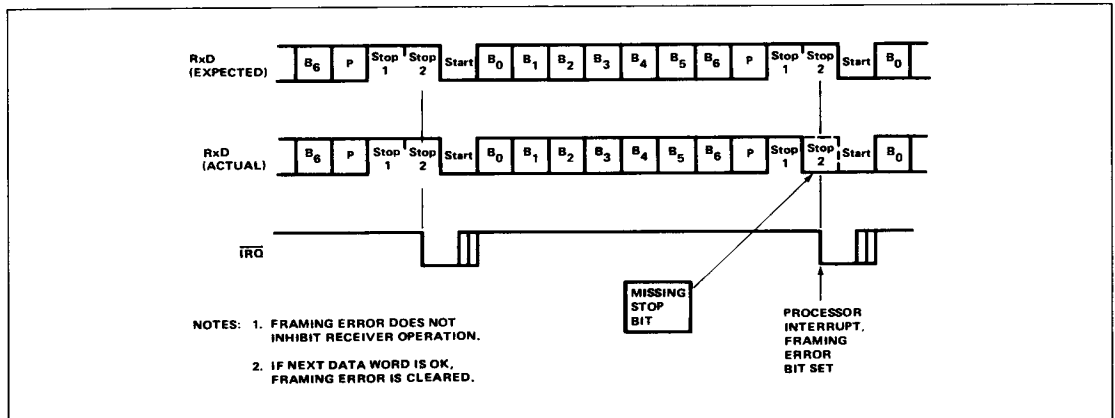 RxD
(EXPECTED)
B6 P Stop 1 Stop 2 Start B0 B1 B2 B3 B4 B5 B6 P Stop 1 Stop 2 Start B0
RxD
(ACTUAL)
B6 P Stop 1 Stop 2 Start B0 B1 B2 B3 B4 B5 B6 P Stop 1 Stop 2 Start B0
IRQ
MISSING
STOP
BIT
PROCESSOR
INTERRUPT,
FRAMING
ERROR
BIT SET
NOTES: 1. FRAMING ERROR DOES NOT
INHIBIT RECEIVER OPERATION.
2. IF NEXT DATA WORD IS OK,
FRAMING ERROR IS CLEARED.